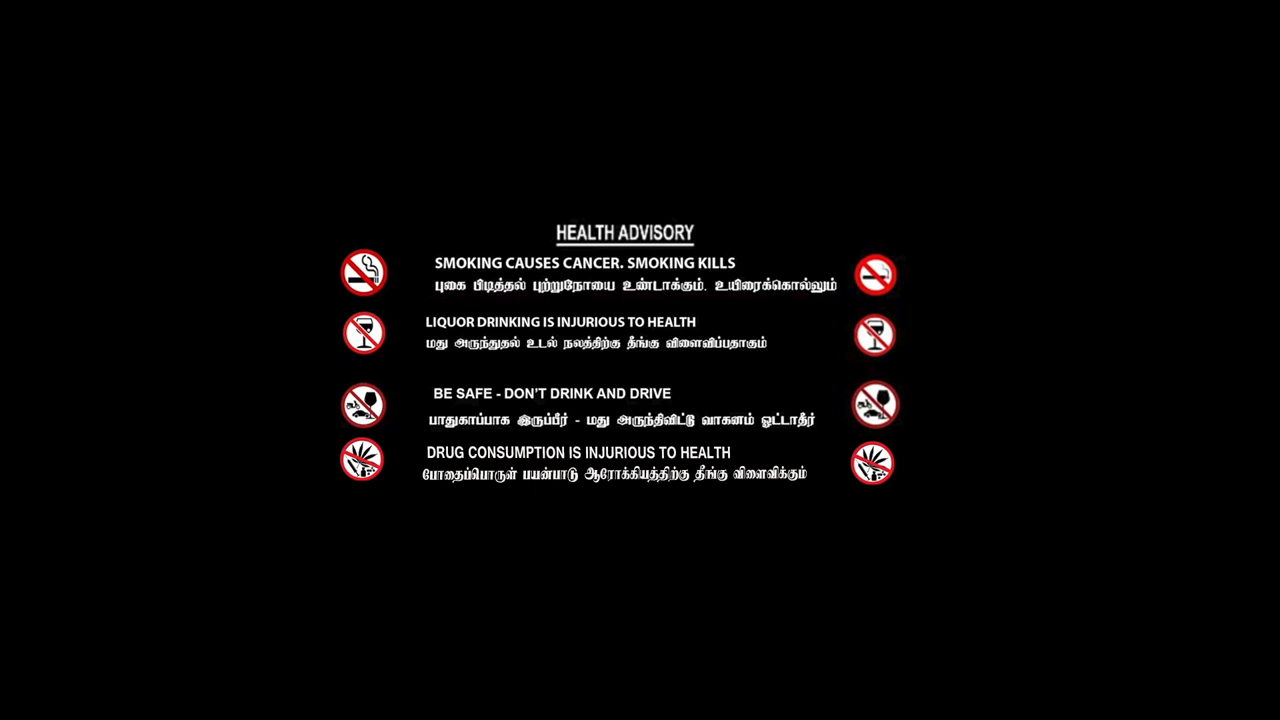 HEALTH ADVISORY
SMOKING CAUSES CANCER. SMOKING KILLS
புகை பிடித்தல் புற்றுநோயை உண்டாக்கும். உயிரைக்கொல்லும்
LIQUOR DRINKING IS INJURIOUS TO HEALTH
மது அருந்துதல் உடல் நலத்திற்கு தீங்கு விளைவிப்பதாகும்
BE SAFE - DON'T DRINK AND DRIVE
பாதுகாப்பாக இருப்பீர் - மது அருந்திவிட்டு வாகனம் ஓட்டாதீர்
DRUG CONSUMPTION IS INJURIOUS TO HEALTH
போதைப்பொருள் பயன்பாடு ஆரோக்கியத்திற்கு தீங்கு விளைவிக்கும்